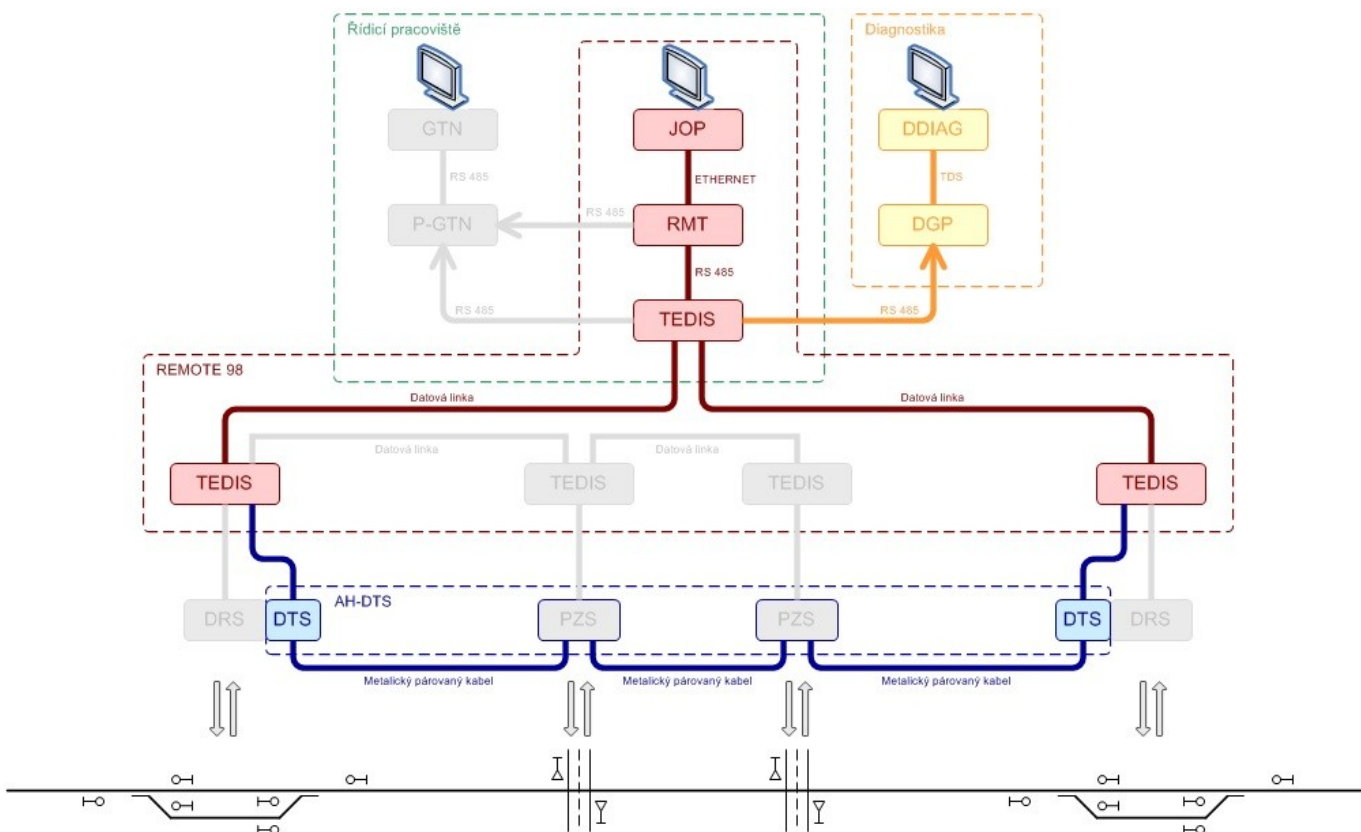 Řídicí pracoviště
Diagnostika
GTN
JOP
DDIAG
RS 485
ETHERNET
TDS
P-GTN
RS 485
RMT
DGP
RS 485
RS 485
TEDIS
RS 485
REMOTE 98
Datová linka
Datová linka
Datová linka
Datová linka
TEDIS
TEDIS
TEDIS
TEDIS
AH-DTS
DRS
DTS
PZS
PZS
DTS
DRS
Metalický párovaný kabel
Metalický párovaný kabel
Metalický párovaný kabel